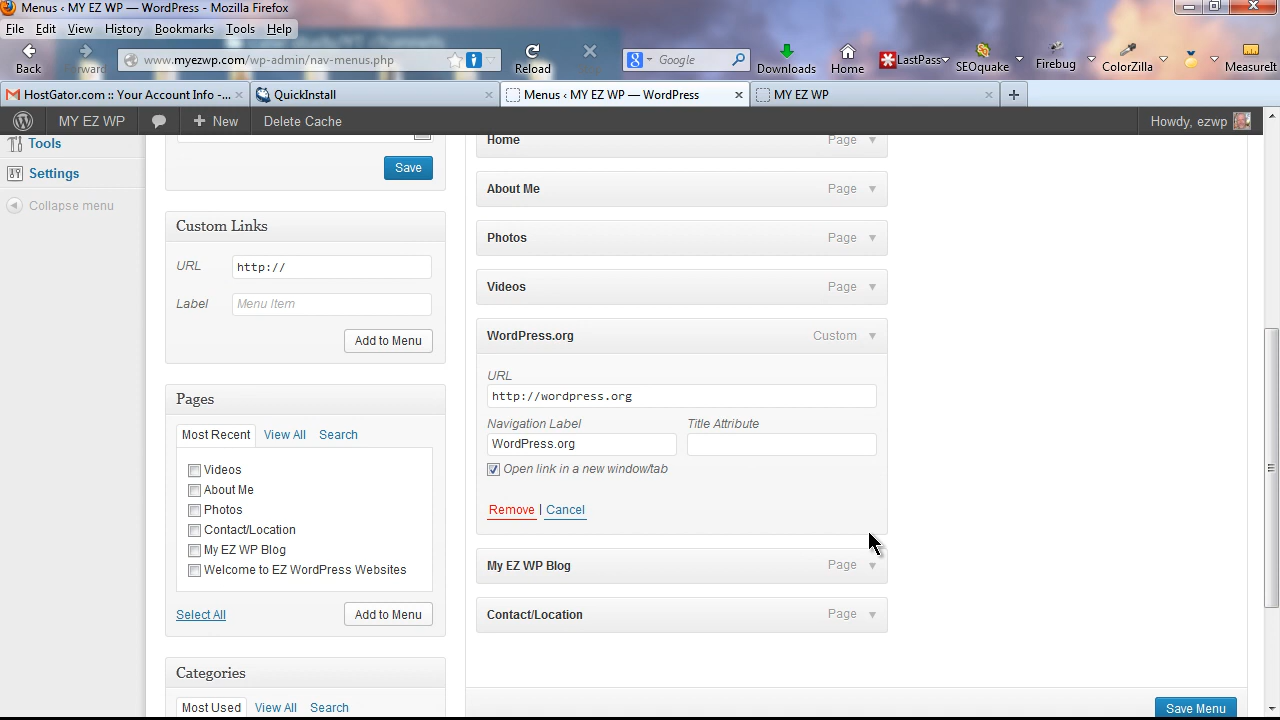 Menus ‹ MY EZ WP — WordPress - Mozilla Firefox
File Edit View History Bookmarks Tools Help
Back Forward www.myezwp.com/wp-admin/nav-menus.php Reload Google Downloads Home LastPass SEOquake Firebug ColorZilla MeasureIt
HostGator.com :: Your Account Info -... QuickInstall Menus ‹ MY EZ WP — WordPress MY EZ WP
MY EZ WP + New Delete Cache Howdy, ezwp
Tools
Settings
Collapse menu
Save
Custom Links
URL http://
Label Menu Item
Add to Menu
Pages
Most Recent View All Search
Videos
About Me
Photos
Contact/Location
My EZ WP Blog
Welcome to EZ WordPress Websites
Select All Add to Menu
Categories
Most Used View All Search
Home Page
About Me Page
Photos Page
Videos Page
WordPress.org Custom
URL
http://wordpress.org
Navigation Label Title Attribute
WordPress.org
Open link in a new window/tab
Remove | Cancel
My EZ WP Blog Page
Contact/Location Page
Save Menu